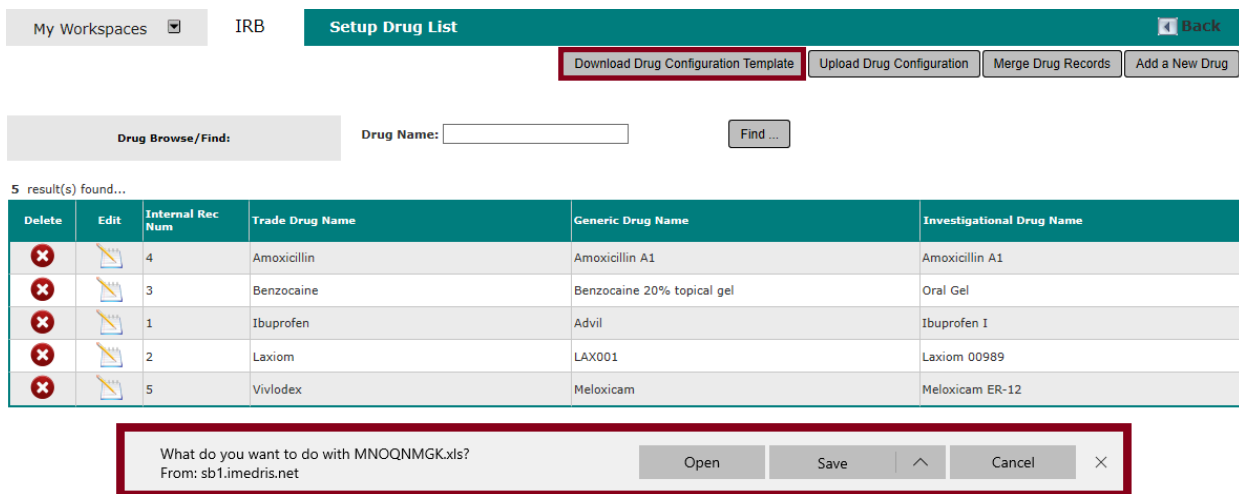 My Workspaces IRB Setup Drug List Back
Download Drug Configuration Template Upload Drug Configuration Merge Drug Records Add a New Drug
Drug Browse/Find: Drug Name: Find ...
5 result(s) found...
Delete Edit Internal Rec Num Trade Drug Name Generic Drug Name Investigational Drug Name
4 Amoxicillin Amoxicillin A1 Amoxicillin A1
3 Benzocaine Benzocaine 20% topical gel Oral Gel
1 Ibuprofen Advil Ibuprofen I
2 Laxiom LAX001 Laxiom 00989
5 Vivlodex Meloxicam Meloxicam ER-12
What do you want to do with MNOQNMGK.xls?
From: sb1.imedris.net
Open Save Cancel